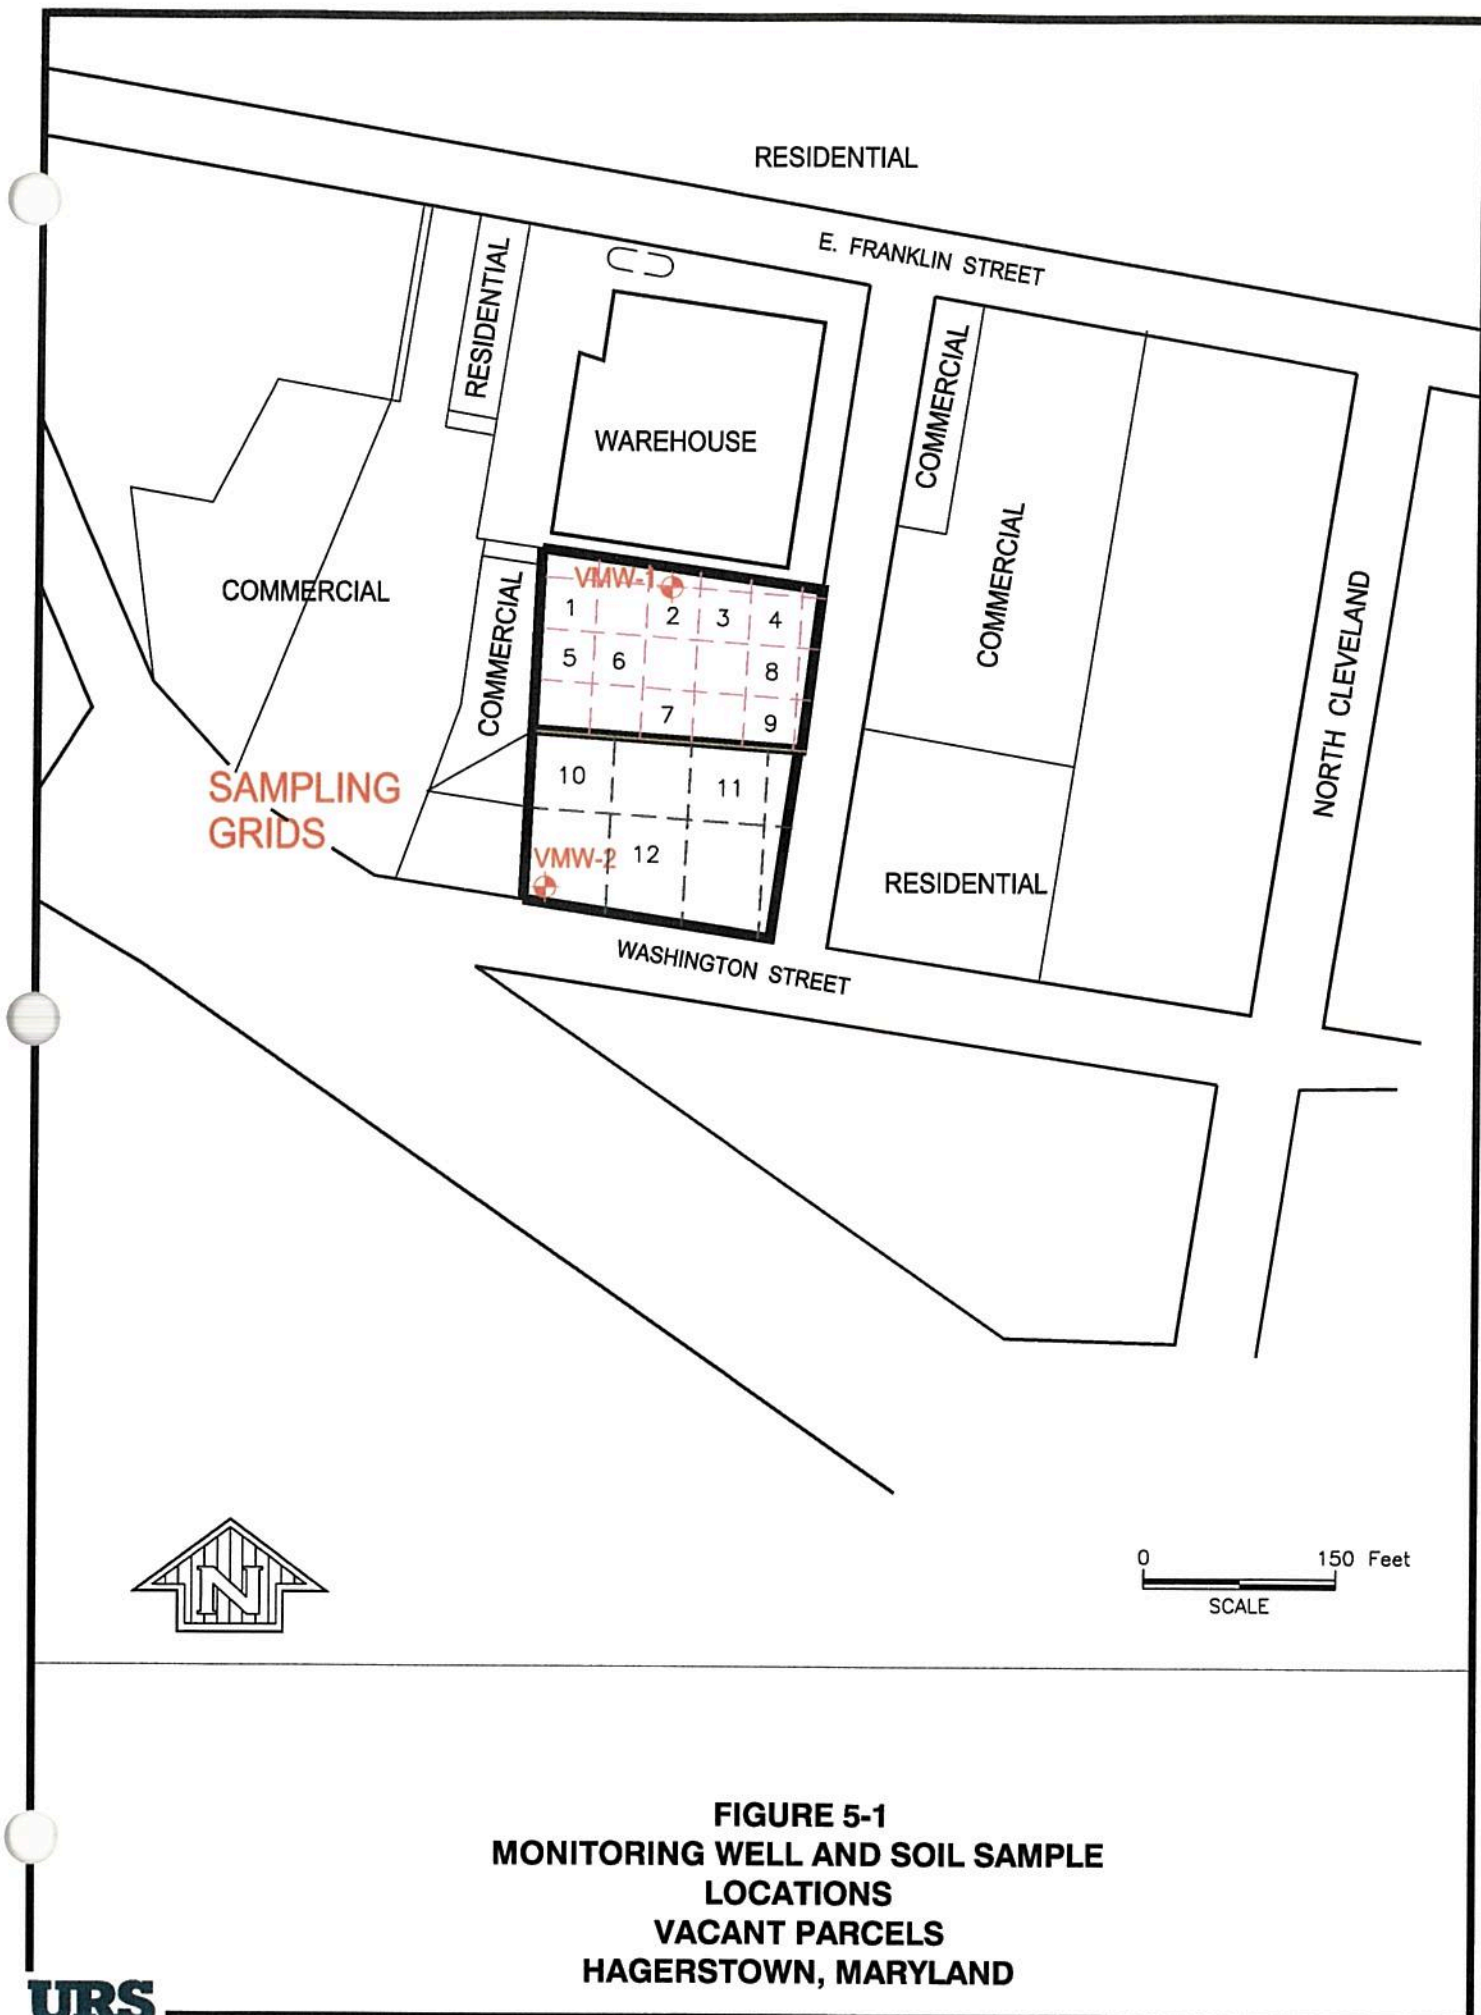 RESIDENTIAL
E. FRANKLIN STREET
RESIDENTIAL
COMMERCIAL
WAREHOUSE
COMMERCIAL
COMMERCIAL
COMMERCIAL
VMW-1
1
2
3
4
5
6
8
7
9
NORTH CLEVELAND
SAMPLING
GRIDS
10
11
VMW-2
12
RESIDENTIAL
WASHINGTON STREET
N
0
150 Feet
SCALE
FIGURE 5-1
MONITORING WELL AND SOIL SAMPLE
LOCATIONS
VACANT PARCELS
HAGERSTOWN, MARYLAND
URS